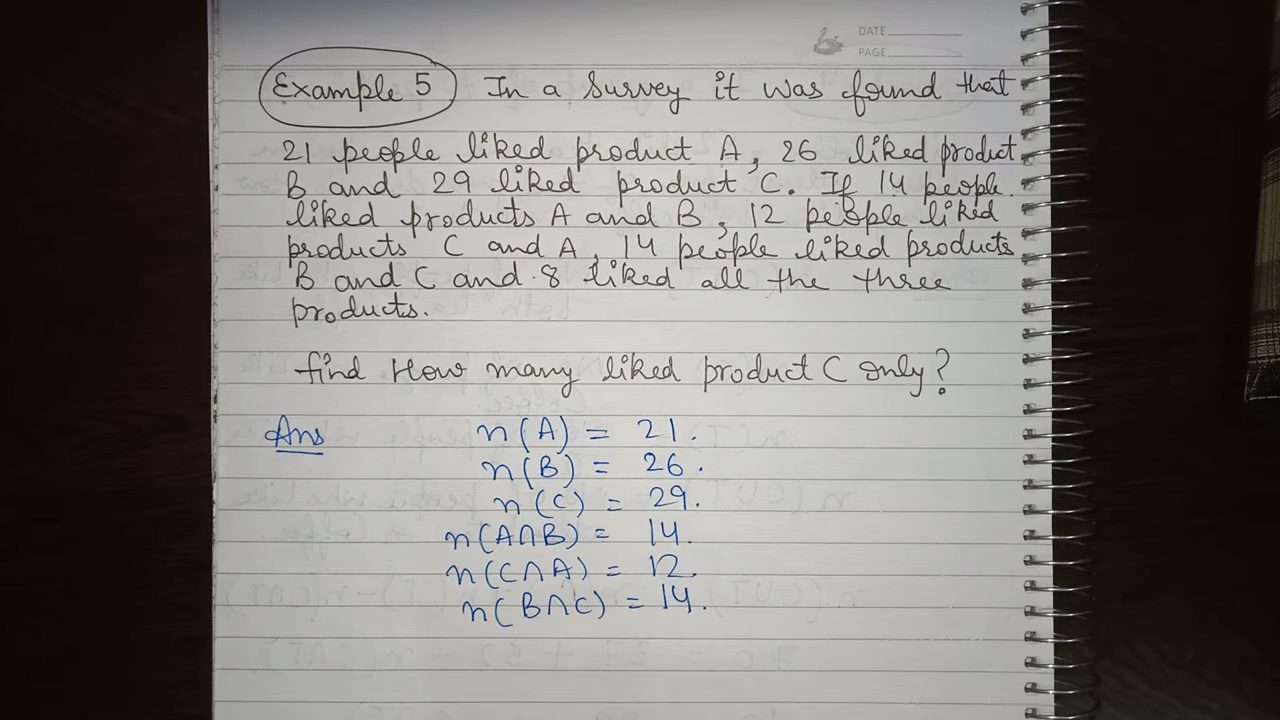 DATE
PAGE
Example 5 In a Survey it was found that
21 people liked product A, 26 liked product
B and 29 liked product C. If 14 people
liked products A and B, 12 people liked
products C and A, 14 people liked products
B and C and 8 liked all the three
products.
find How many liked product C only?
Ans n(A) = 21.
n(B) = 26.
n(C) = 29.
n(A∩B) = 14.
n(C∩A) = 12.
n(B∩C) = 14.